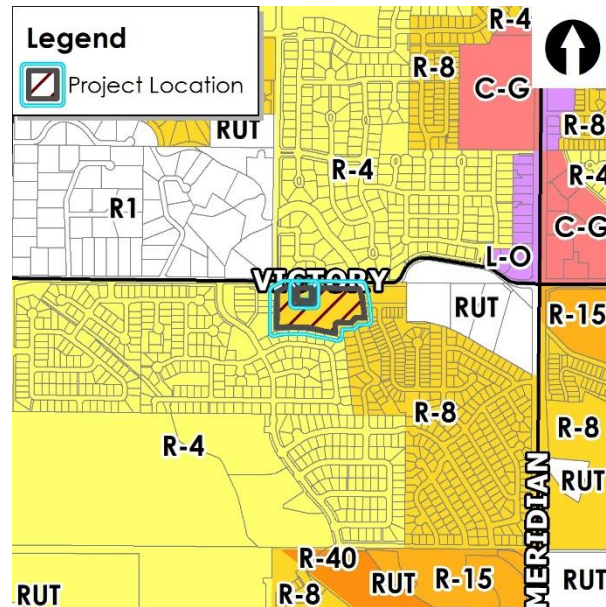 Legend
Project Location
R-4
R-8
C-G
RUT
R-8
R-4
R-4
R1
C-G
L-O
VICTORY
RUT
R-15
R-8
R-8
R-4
RUT
MERIDIAN
R-40
RUT
R-8
RUT
R-15
RUT